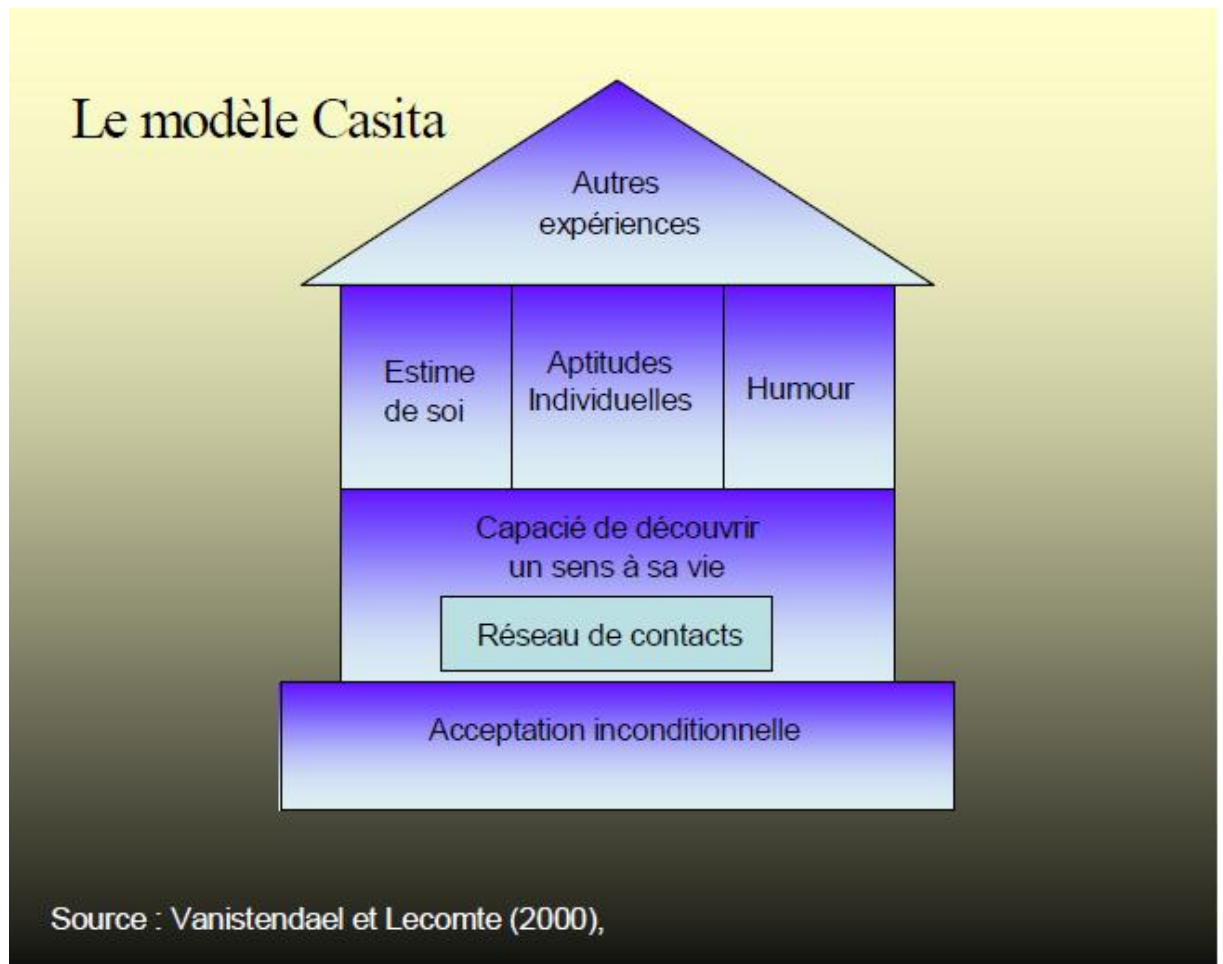 Le modèle Casita
Autres
expériences
Estime
de soi
Aptitudes
Individuelles
Humour
Capacié de découvrir
un sens à sa vie
Réseau de contacts
Acceptation inconditionnelle
Source : Vanistendael et Lecomte (2000),